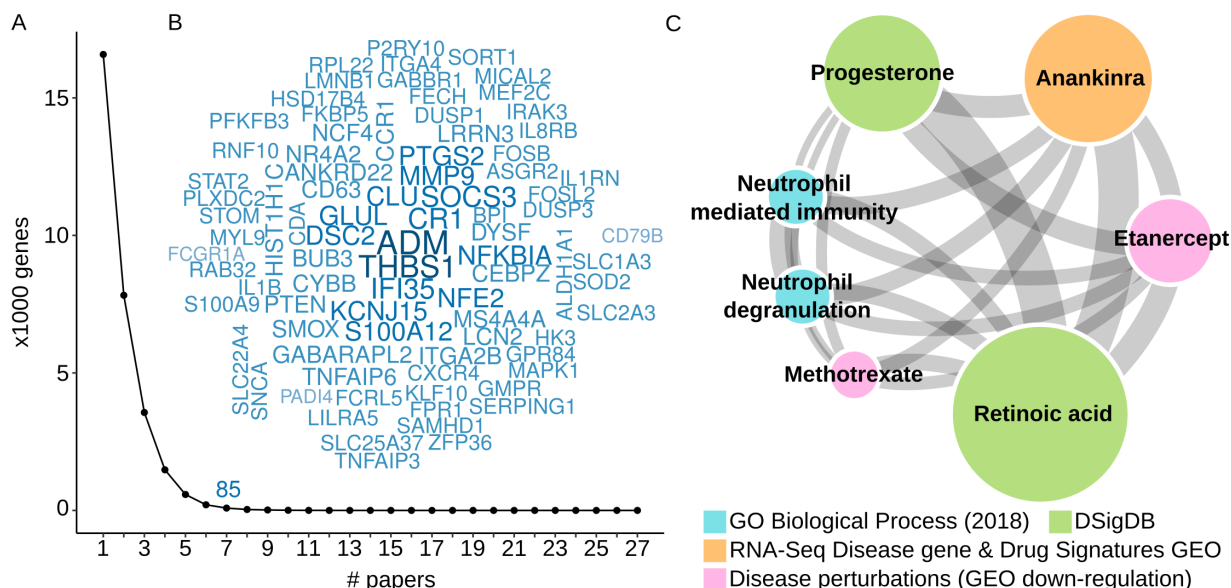 A
B
C
x1000 genes
15
10
5
0
85
1 3 5 7 9 11 13 15 17 19 21 23 25 27
# papers
P2RY10
SORT1
RPL22 ITGA4
LMNB1 GABBR1 MICAL2
HSD17B4 FECH MEF2C
PFKFB3 FKBP5 CCR1 DUSP1 IRAK3
NCF4 LRRN3 IL8RB
RNF10 NR4A2 PTGS2 FOSB
HIST1H1C ANKRD22 MMP9 ASGR2 IL1RN
STAT2 CD63 CLU SOCS3 FOSL2
PLXDC2
STOM CDA GLUL CR1 BPI DUSP3
MYL9 DSC2 ADM DYSF CD79B
FCGR1A BUB3 THBS1 NFKBIA ALDH1A1 SLC1A3
RAB32 CEBPZ
IL1B CYBB IFI35 SOD2
S100A9 PTEN KCNJ15 NFE2 SLC2A3
SMOX S100A12 MS4A4A
LCN2 HK3
SLC22A4 GABARAPL2 ITGA2B GPR84
SNCA TNFAIP6 CXCR4 MAPK1
PADI4 FCRL5 KLF10 GMPR
LILRA5 FPR1 SERPING1
SAMHD1
SLC25A37 ZFP36
TNFAIP3
Progesterone
Anankinra
Neutrophil
mediated immunity
Etanercept
Neutrophil
degranulation
Methotrexate
Retinoic acid
GO Biological Process (2018) DSigDB
RNA-Seq Disease gene & Drug Signatures GEO
Disease perturbations (GEO down-regulation)